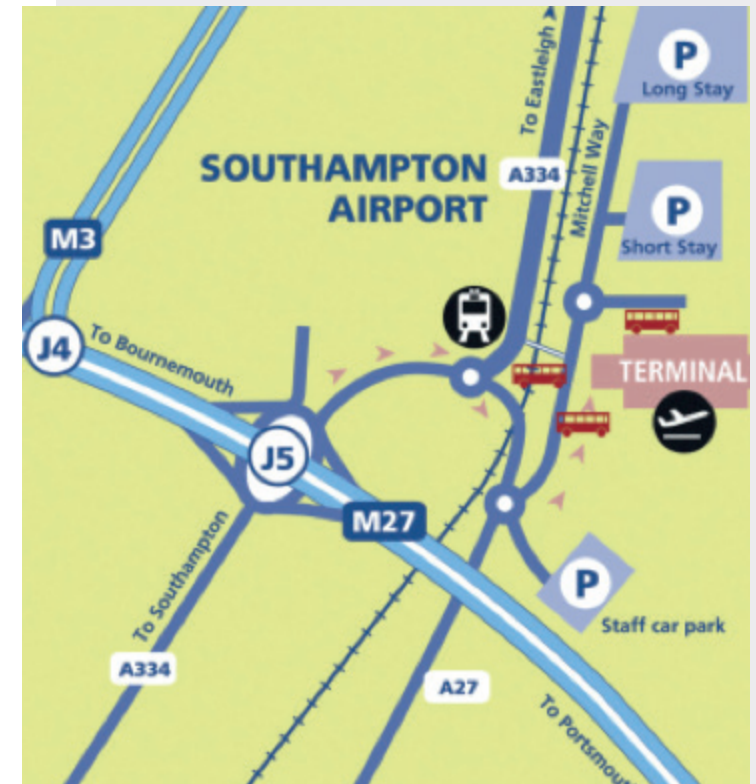 To Eastleigh
P
Long Stay
SOUTHAMPTON
AIRPORT
A334
Mitchell Way
P
Short Stay
M3
J4
To Bournemouth
TERMINAL
J5
M27
To Southampton
P
Staff car park
A334
A27
To Portsmout